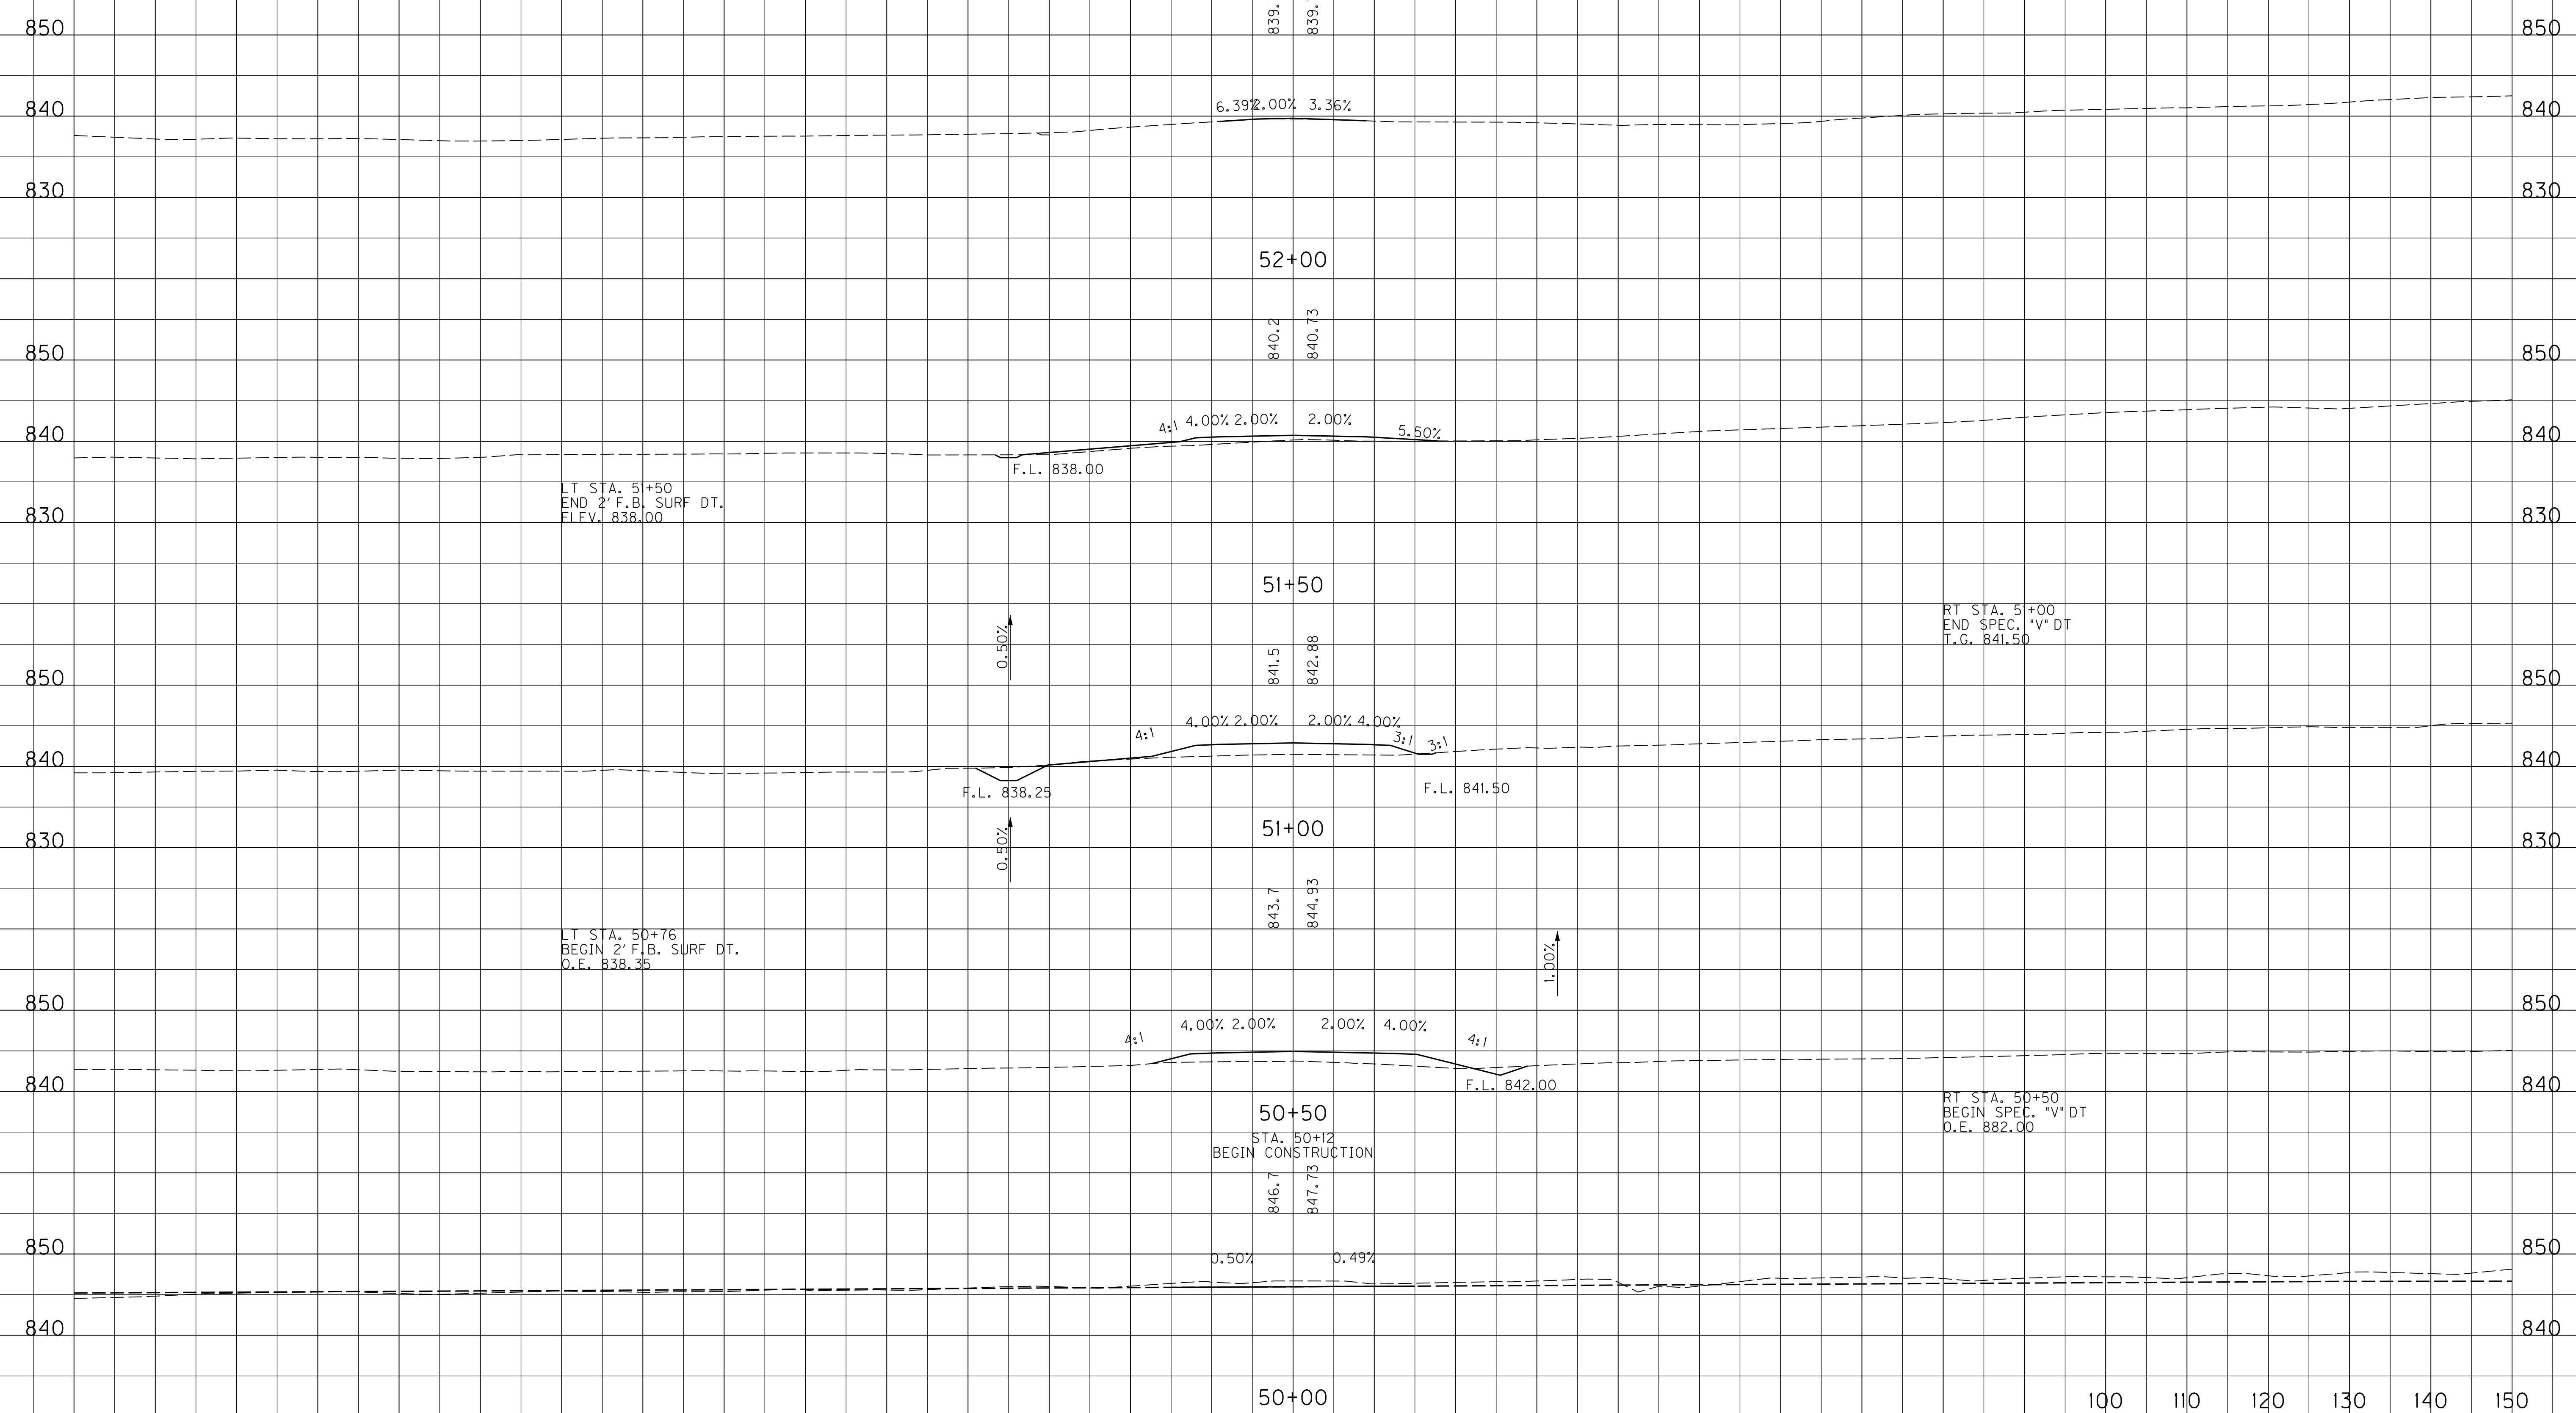 839. 839.
850 850
6.39% 2.00% 3.36%
840 840
830 830
52+00
840.2 840.73
850 850
4:1 4.00% 2.00% 2.00% 5.50%
840 840
F.L. 838.00
LT STA. 51+50
END 2' F.B. SURF DT.
ELEV. 838.00
830 830
51+50
0.50%
RT STA. 51+00
END SPEC. "V" DT
T.G. 841.50
841.5 842.88
850 850
4:1 4.00% 2.00% 2.00% 4.00% 3:1 3:1
840 840
F.L. 838.25 F.L. 841.50
51+00
830 830
0.50%
843.7 844.93
LT STA. 50+76
BEGIN 2' F.B. SURF DT.
O.E. 838.35
1.00%
850 850
4:1 4.00% 2.00% 2.00% 4.00% 4:1
840 840
F.L. 842.00
RT STA. 50+50
BEGIN SPEC. "V" DT
O.E. 882.00
50+50
STA. 50+12
BEGIN CONSTRUCTION
846.7 847.73
850 850
0.50% 0.49%
840 840
50+00
100 110 120 130 140 150